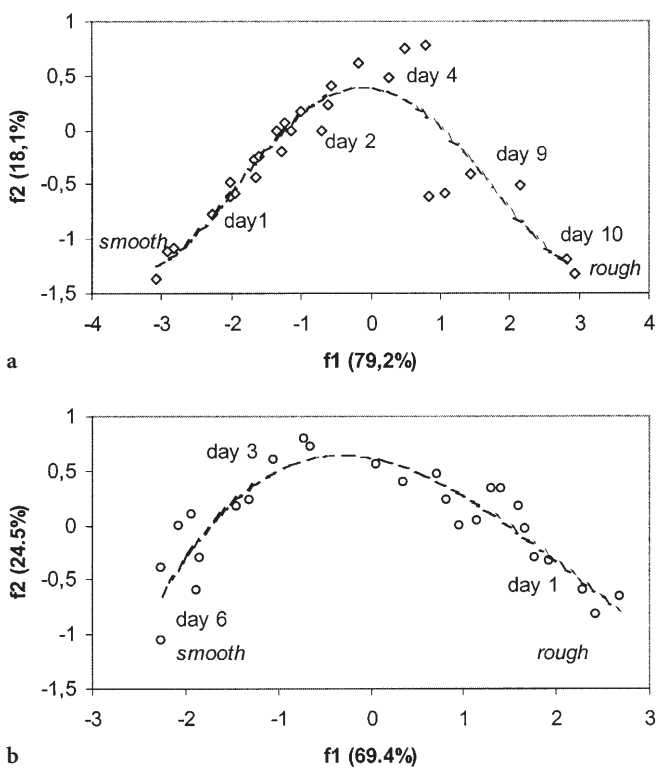 1
0,5
0
-0,5
-1
-1,5
f2 (18,1%)
day 4
day 2
day 9
day1
smooth
day 10
rough
-4 -3 -2 -1 0 1 2 3 4
f1 (79,2%)
a
1
0,5
0
-0,5
-1
-1,5
f2 (24.5%)
day 3
day 1
day 6
smooth
rough
-3 -2 -1 0 1 2 3
f1 (69.4%)
b